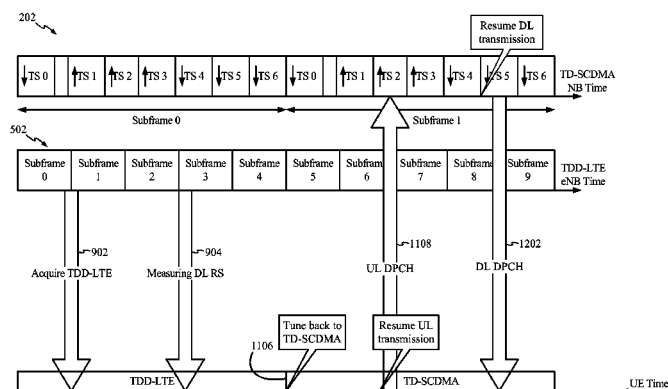 202
Resume DL
transmission
TS 0 TS 1 TS 2 TS 3 TS 4 TS 5 TS 6 TS 0 TS 1 TS 2 TS 3 TS 4 TS 5 TS 6
TD-SCDMA
NB Time
Subframe 0
Subframe 1
502
Subframe 0
Subframe 1
Subframe 2
Subframe 3
Subframe 4
Subframe 5
Subframe 6
Subframe 7
Subframe 8
Subframe 9
TDD-LTE
eNB Time
902
904
1108
1202
Acquire TDD-LTE
Measuring DL RS
UL DPCH
DL DPCH
1106
Tune back to
TD-SCDMA
Resume UL
transmission
TDD-LTE
TD-SCDMA
UE Time